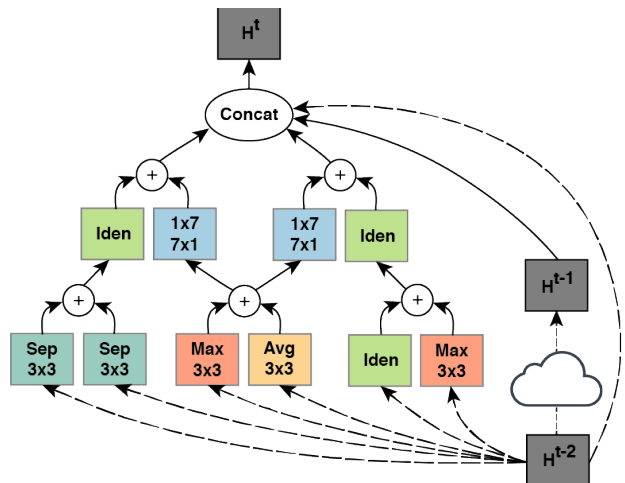 H^t
Concat
+
+
Iden
1x7
7x1
1x7
7x1
Iden
+
+
+
H^t-1
Sep
3x3
Sep
3x3
Max
3x3
Avg
3x3
Iden
Max
3x3
H^t-2